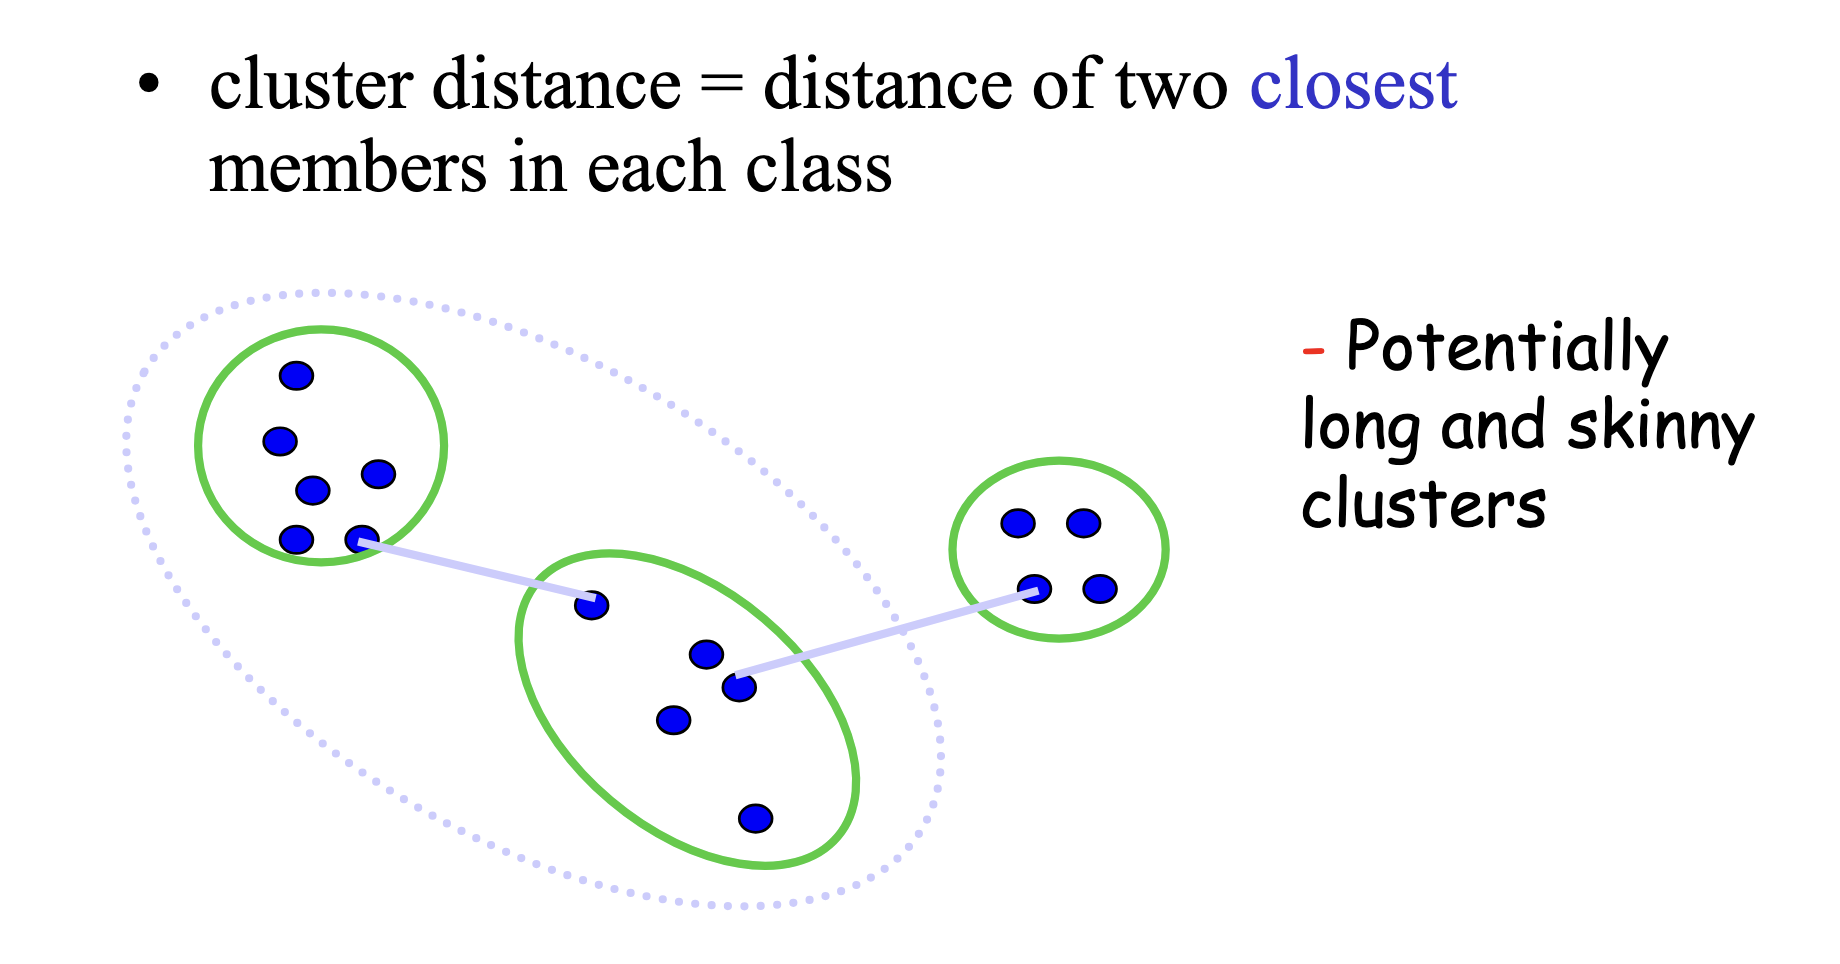 • cluster distance = distance of two closest
members in each class
- Potentially
long and skinny
clusters